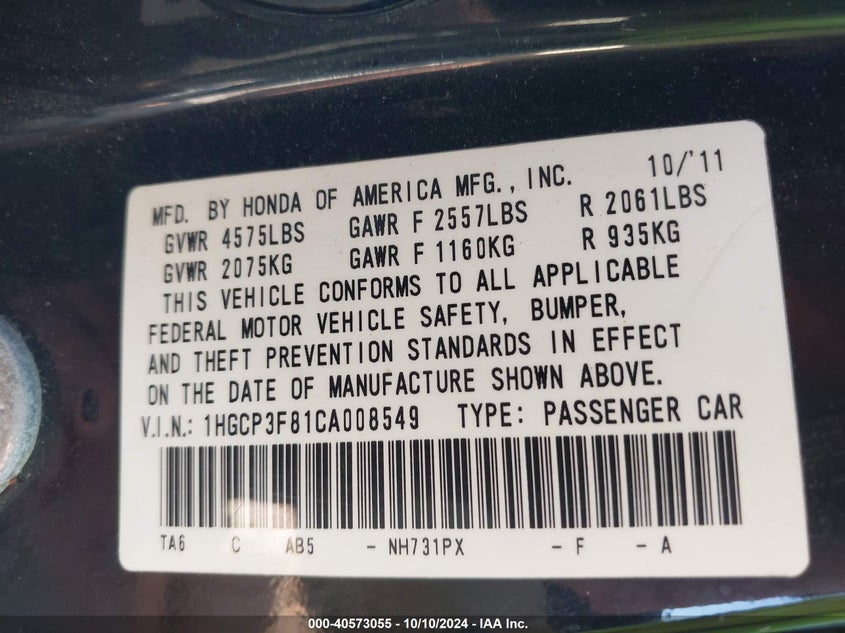 MFD. BY HONDA OF AMERICA MFG., INC. 10/'11
GVWR 4575LBS GAWR F 2557LBS R 2061LBS
GVWR 2075KG GAWR F 1160KG R 935KG
THIS VEHICLE CONFORMS TO ALL APPLICABLE
FEDERAL MOTOR VEHICLE SAFETY, BUMPER,
AND THEFT PREVENTION STANDARDS IN EFFECT
ON THE DATE OF MANUFACTURE SHOWN ABOVE.
V.I.N.: 1HGCP3F81CA008549 TYPE: PASSENGER CAR
TA6 C AB5 - NH731PX - F - A
000-40573055 - 10/10/2024 - IAA Inc.